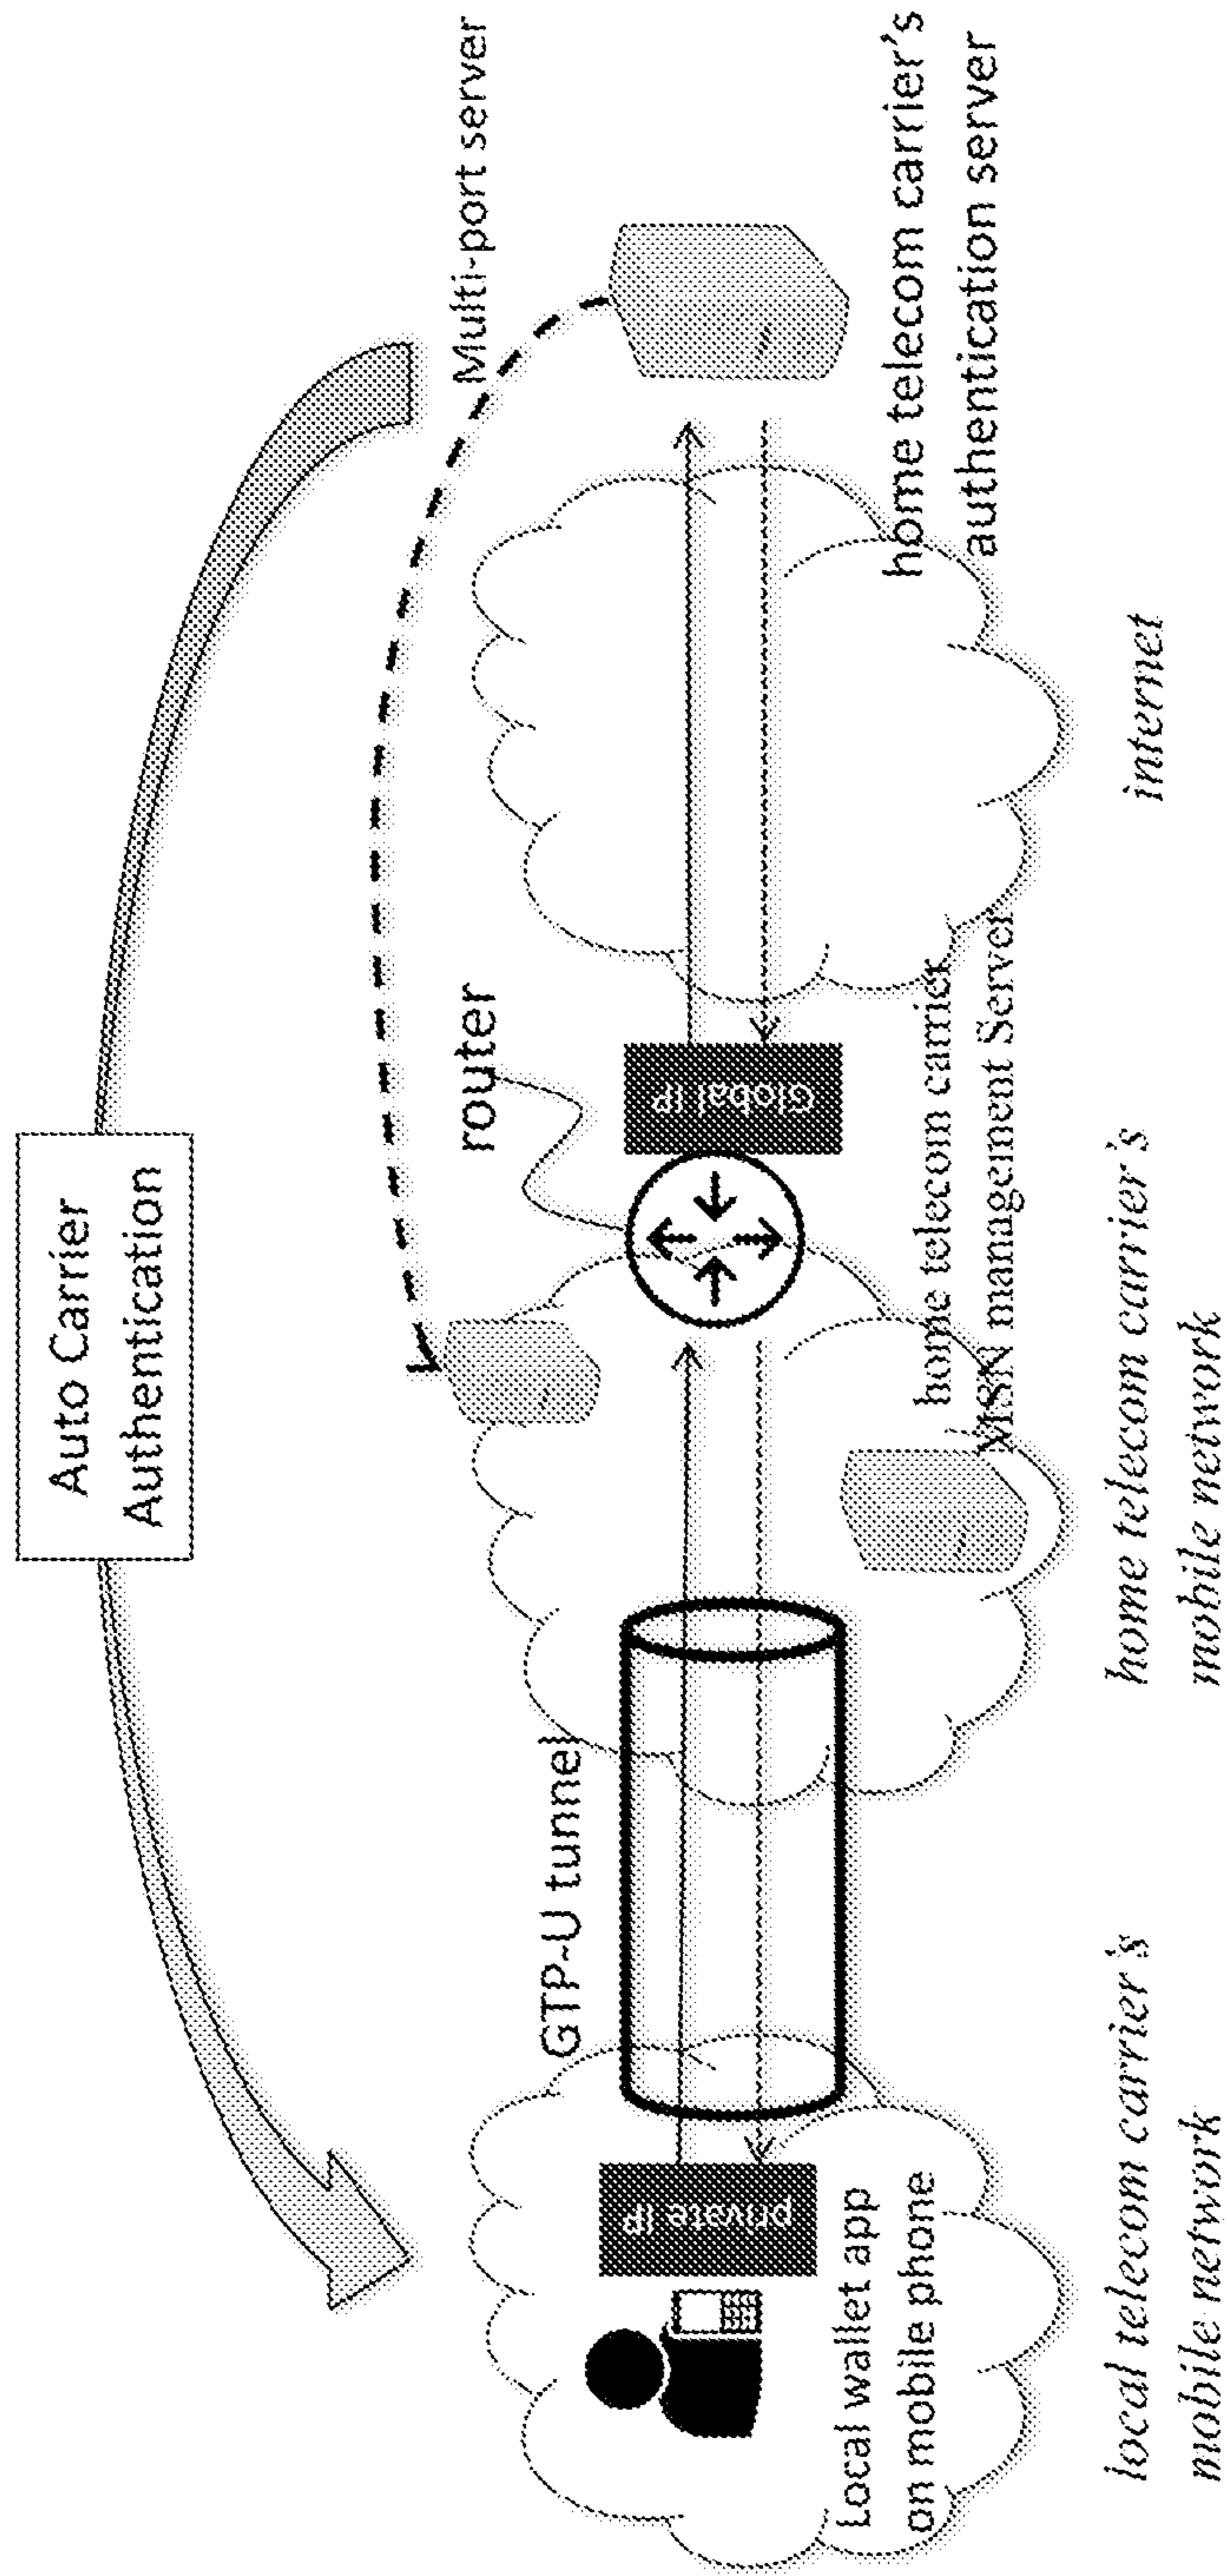 Auto Carrier
Authentication
Multi-port server
router
GTP-U tunnel
private IP
Global IP
Local wallet app
on mobile phone
home telecom carrier
MSN management Server
home telecom carrier's
authentication server
local telecom carrier's
mobile network
home telecom carrier's
mobile network
internet